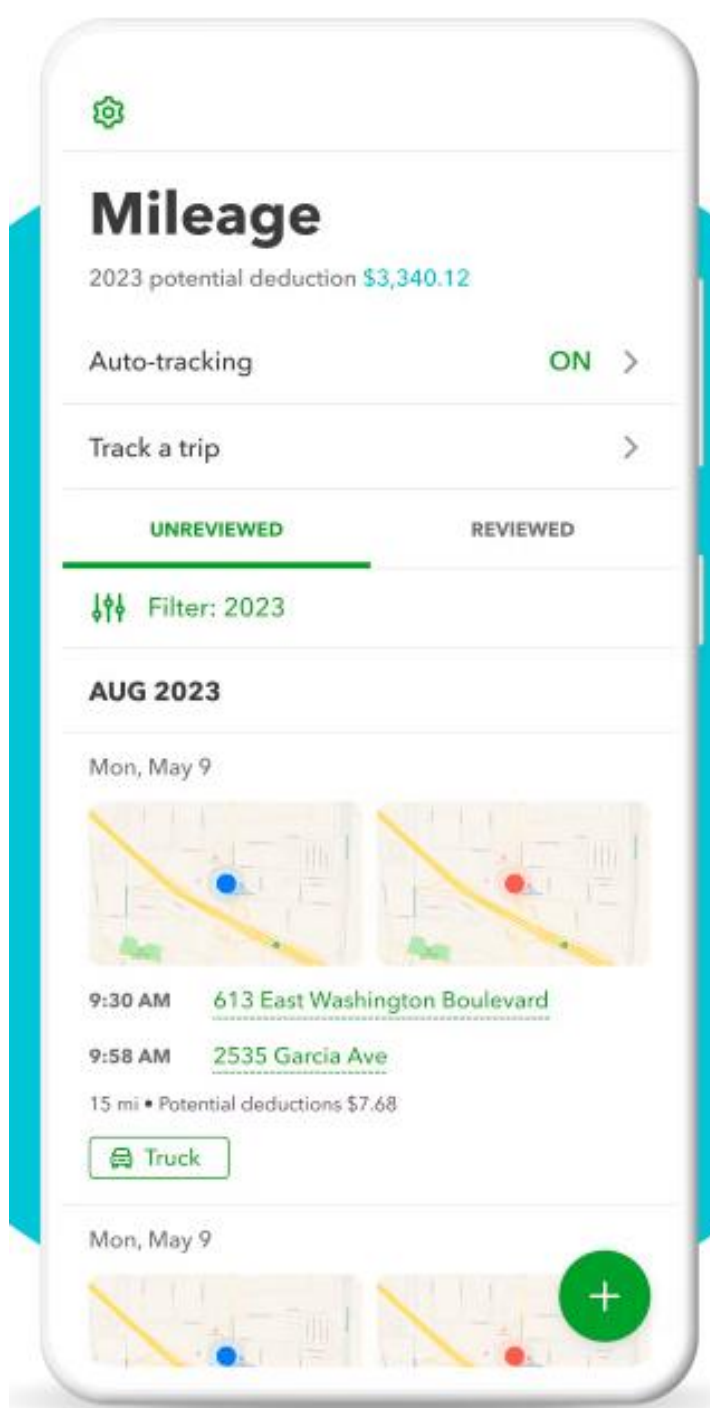 Mileage
2023 potential deduction $3,340.12
Auto-tracking ON
Track a trip
UNREVIEWED REVIEWED
Filter: 2023
AUG 2023
Mon, May 9
9:30 AM 613 East Washington Boulevard
9:58 AM 2535 Garcia Ave
15 mi • Potential deductions $7.68
Truck
Mon, May 9